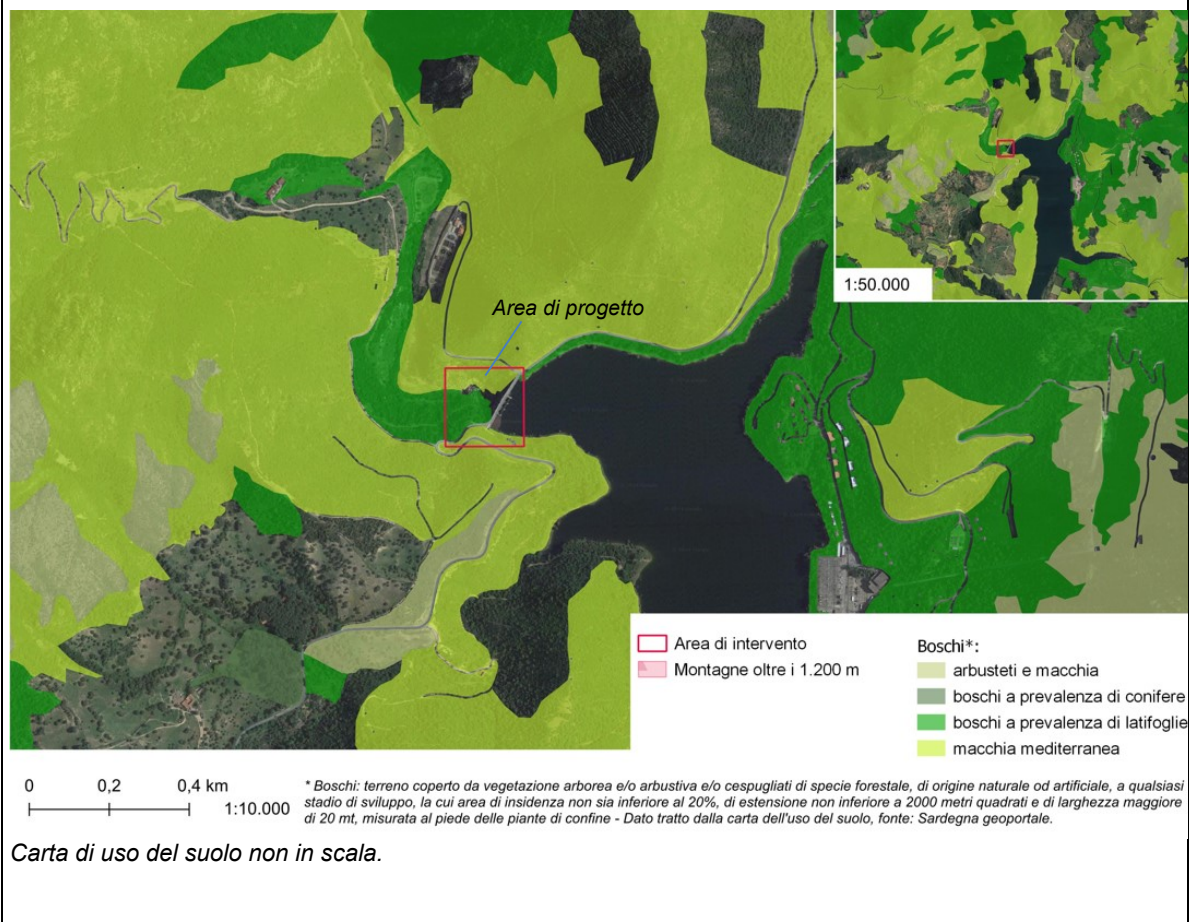 1:50.000
Area di progetto
Area di intervento
Montagne oltre i 1.200 m
Boschi*:
arbusteti e macchia
boschi a prevalenza di conifere
boschi a prevalenza di latifoglie
macchia mediterranea
0 0,2 0,4 km
1:10.000
* Boschi: terreno coperto da vegetazione arborea e/o arbustiva e/o cespugliati di specie forestale, di origine naturale od artificiale, a qualsiasi
stadio di sviluppo, la cui area di insidenza non sia inferiore al 20%, di estensione non inferiore a 2000 metri quadrati e di larghezza maggiore
di 20 mt, misurata al piede delle piante di confine - Dato tratto dalla carta dell'uso del suolo, fonte: Sardegna geoportale.
Carta di uso del suolo non in scala.